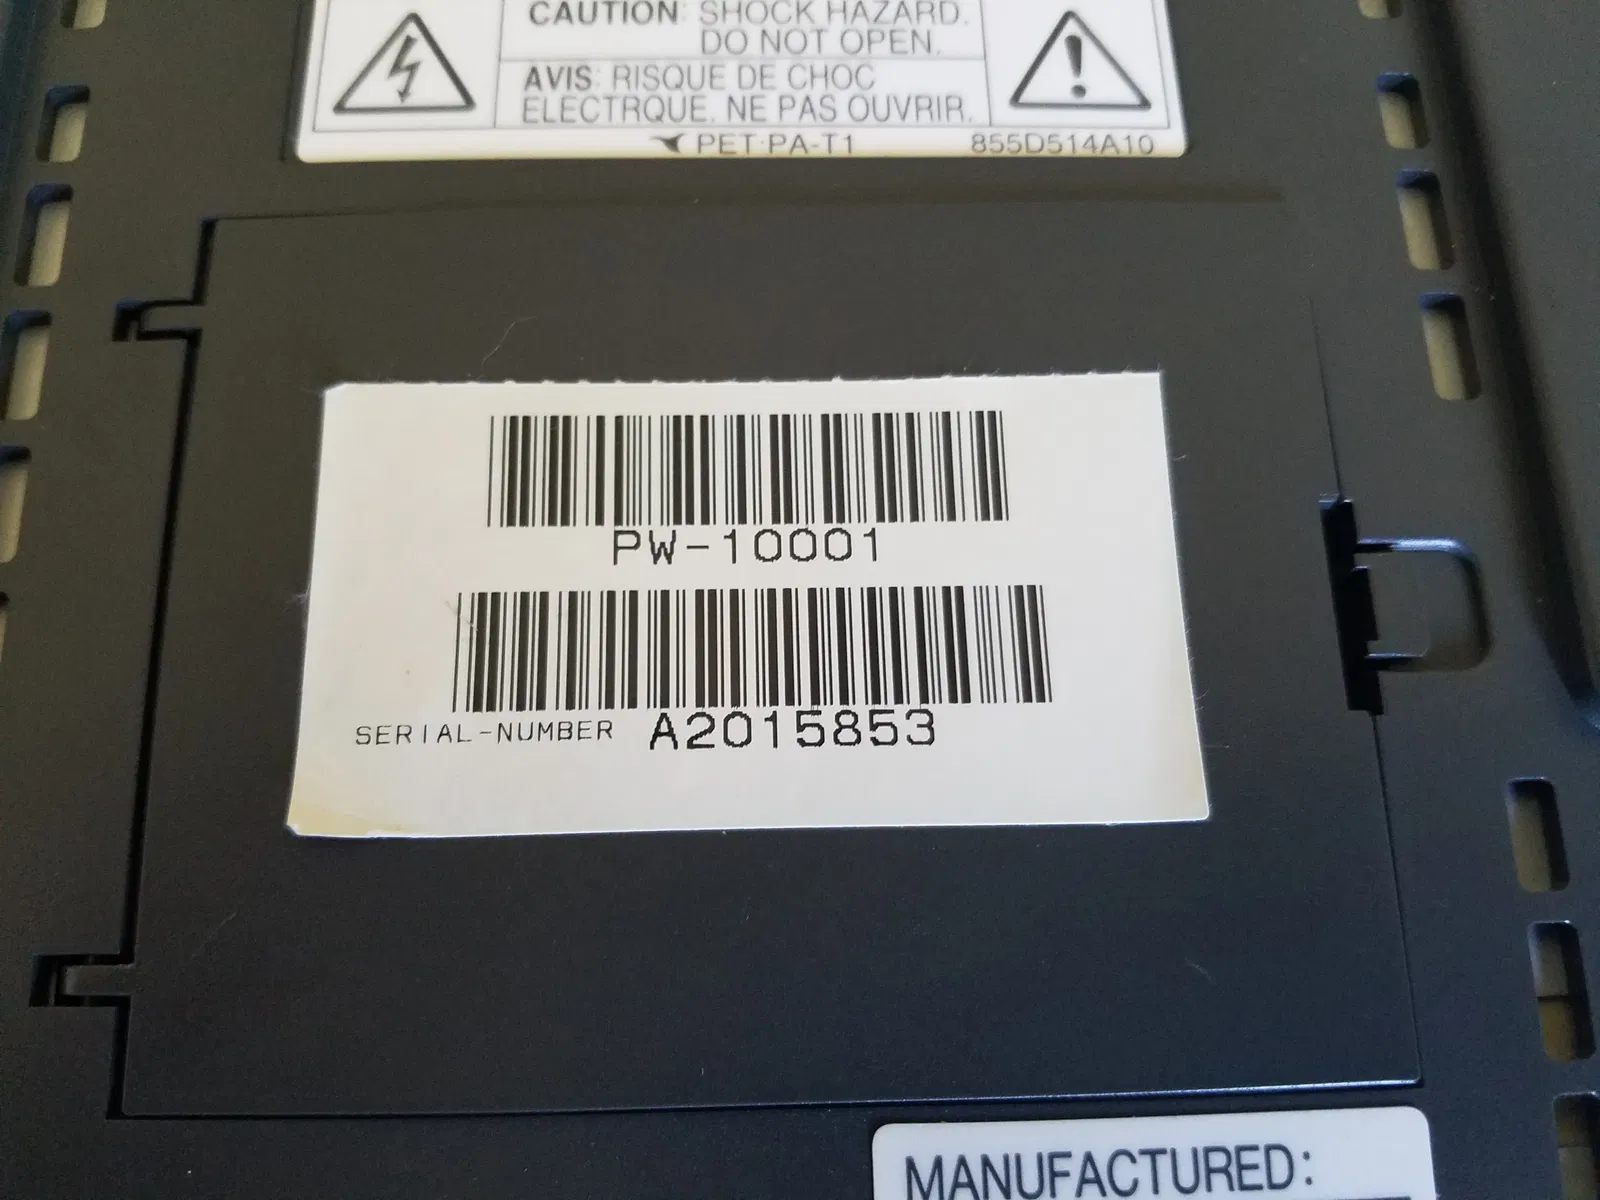 CAUTION: SHOCK HAZARD.
DO NOT OPEN.
AVIS: RISQUE DE CHOC
ELECTRQUE. NE PAS OUVRIR.
PET·PA-T1 855D514A10
PW-10001
SERIAL-NUMBER A2015853
MANUFACTURED: